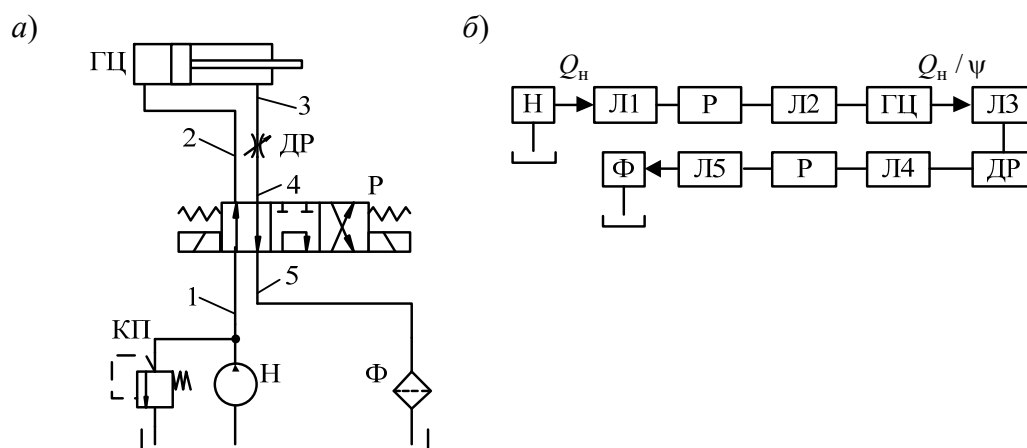 а)
ГЦ
3
2
ДР
4
Р
5
1
КП
Н
Ф
б)
Qн
Qн / ψ
Н
Л1
Р
Л2
ГЦ
Л3
Ф
Л5
Р
Л4
ДР